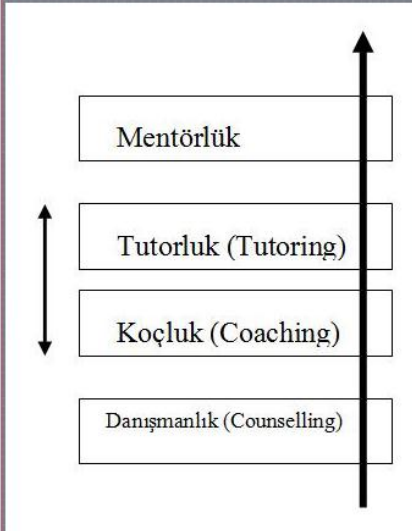 Mentörlük
Tutorluk (Tutoring)
Koçluk (Coaching)
Danışmanlık (Counselling)